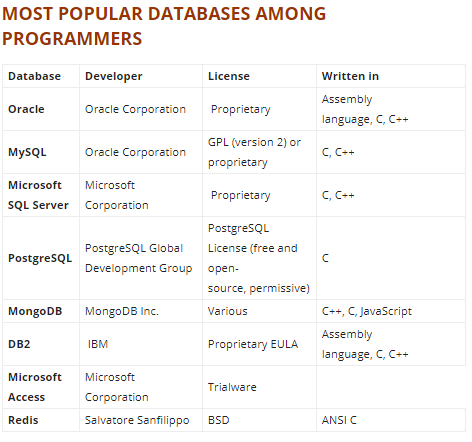 MOST POPULAR DATABASES AMONG
PROGRAMMERS
Database Developer License Written in
Oracle Oracle Corporation Proprietary Assembly
language, C, C++
MySQL Oracle Corporation GPL (version 2) or
proprietary C, C++
Microsoft
SQL Server Microsoft
Corporation Proprietary C, C++
PostgreSQL PostgreSQL Global
Development Group PostgreSQL
License (free and
open-
source, permissive) C
MongoDB MongoDB Inc. Various C++, C, JavaScript
DB2 IBM Proprietary EULA Assembly
language, C, C++
Microsoft
Access Microsoft
Corporation Trialware
Redis Salvatore Sanfilippo BSD ANSI C